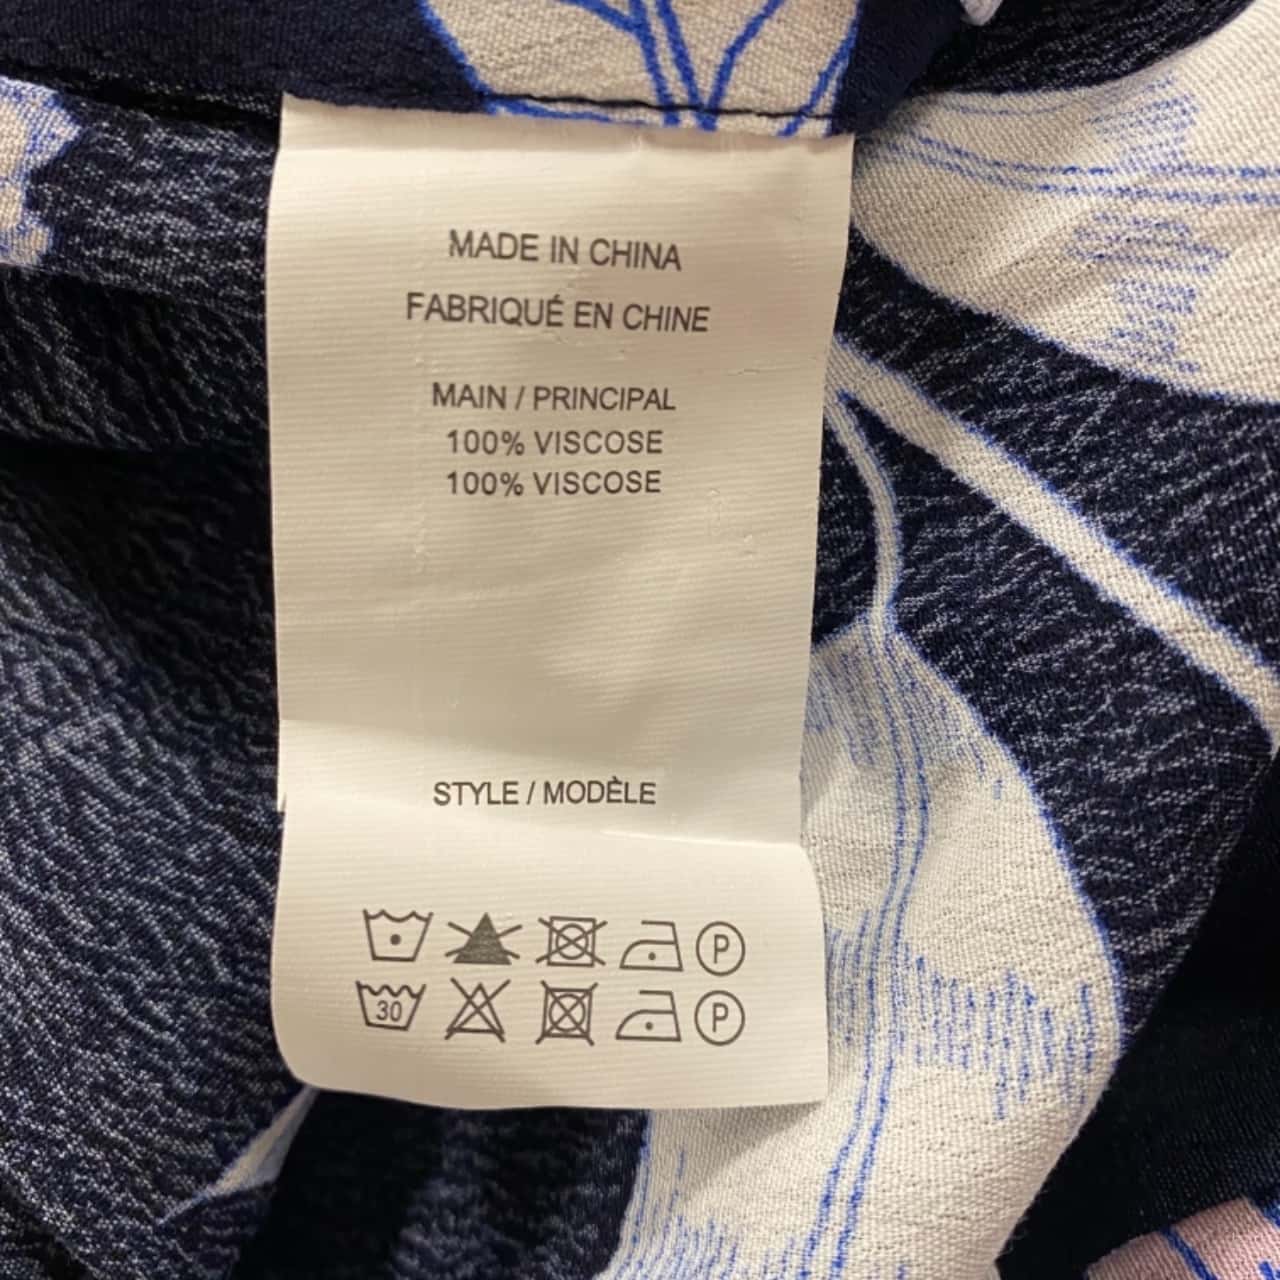 MADE IN CHINA
FABRIQUÉ EN CHINE
MAIN / PRINCIPAL
100% VISCOSE
100% VISCOSE
STYLE / MODÈLE
P
30 P